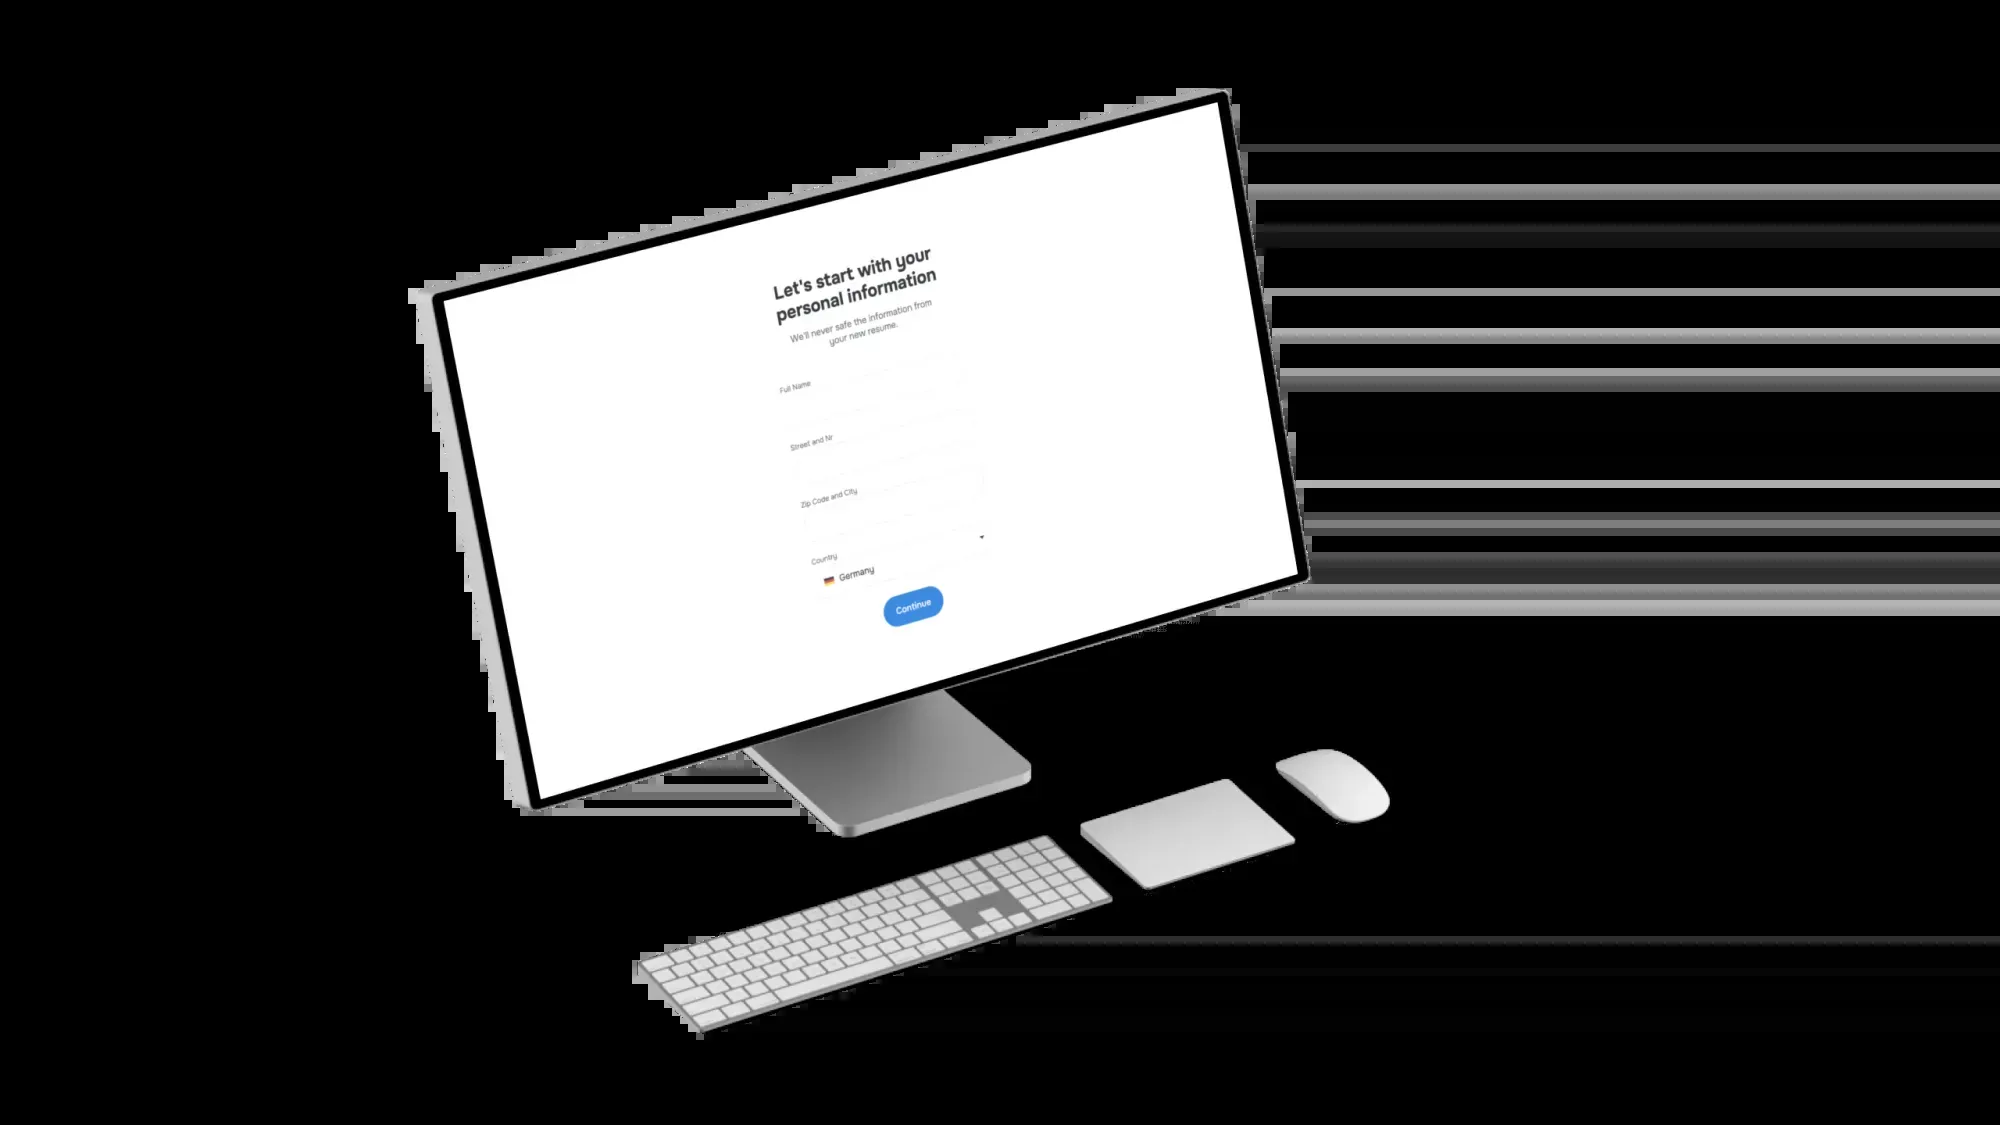 Let's start with your
personal information
We'll never safe the information from
your new resume.
Full Name
Street and Nr
Zip Code and City
Country
Germany
Continue